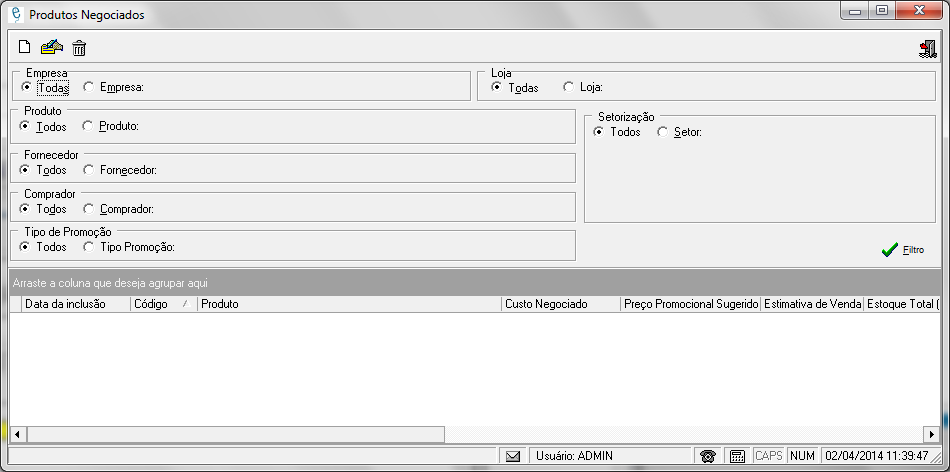 Produtos Negociados
Empresa
Todas Empresa:
Loja
Todas Loja:
Produto
Todos Produto:
Setorização
Todos Setor:
Fornecedor
Todos Fornecedor:
Comprador
Todos Comprador:
Tipo de Promoção
Todos Tipo Promoção:
Filtro
Arraste a coluna que deseja agrupar aqui
Data da inclusão Código Produto Custo Negociado Preço Promocional Sugerido Estimativa de Venda Estoque Total (
Usuário: ADMIN CAPS NUM 02/04/2014 11:39:47